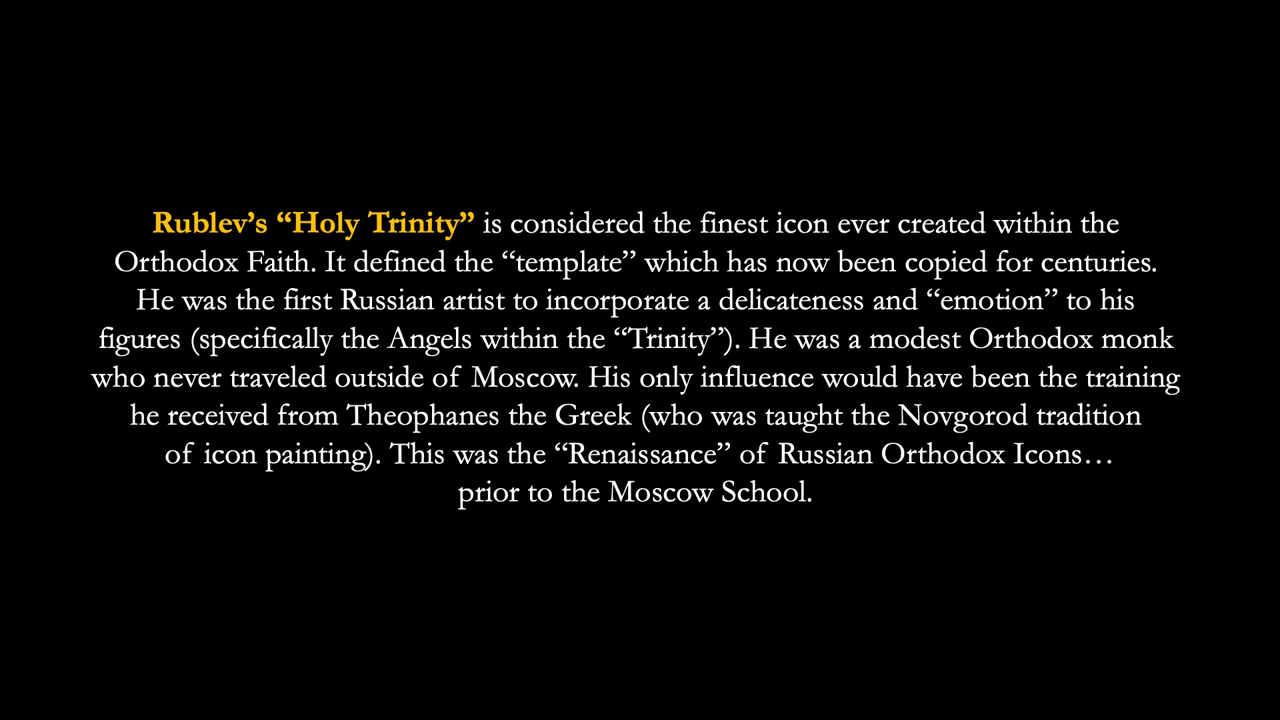 Rublev’s “Holy Trinity” is considered the finest icon ever created within the
Orthodox Faith. It defined the “template” which has now been copied for centuries.
He was the first Russian artist to incorporate a delicateness and “emotion” to his
figures (specifically the Angels within the “Trinity”). He was a modest Orthodox monk
who never traveled outside of Moscow. His only influence would have been the training
he received from Theophanes the Greek (who was taught the Novgorod tradition
of icon painting). This was the “Renaissance” of Russian Orthodox Icons…
prior to the Moscow School.